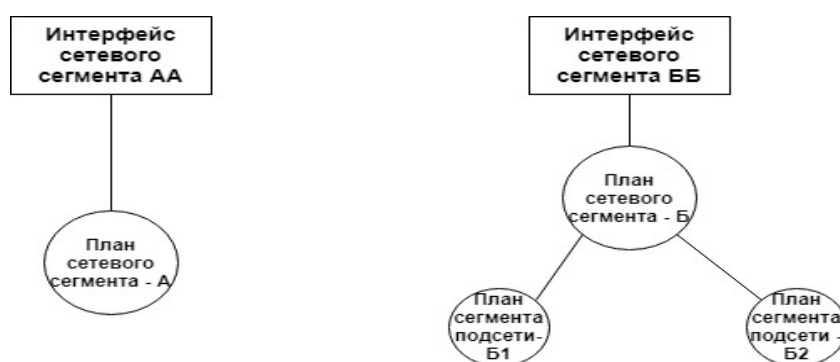 Интерфейс
сетевого
сегмента АА
Интерфейс
сетевого
сегмента ББ
План
сетевого
сегмента - Б
План
сетевого
сегмента - А
План
сегмента
подсети-
Б1
План
сегмента
подсети -
Б2